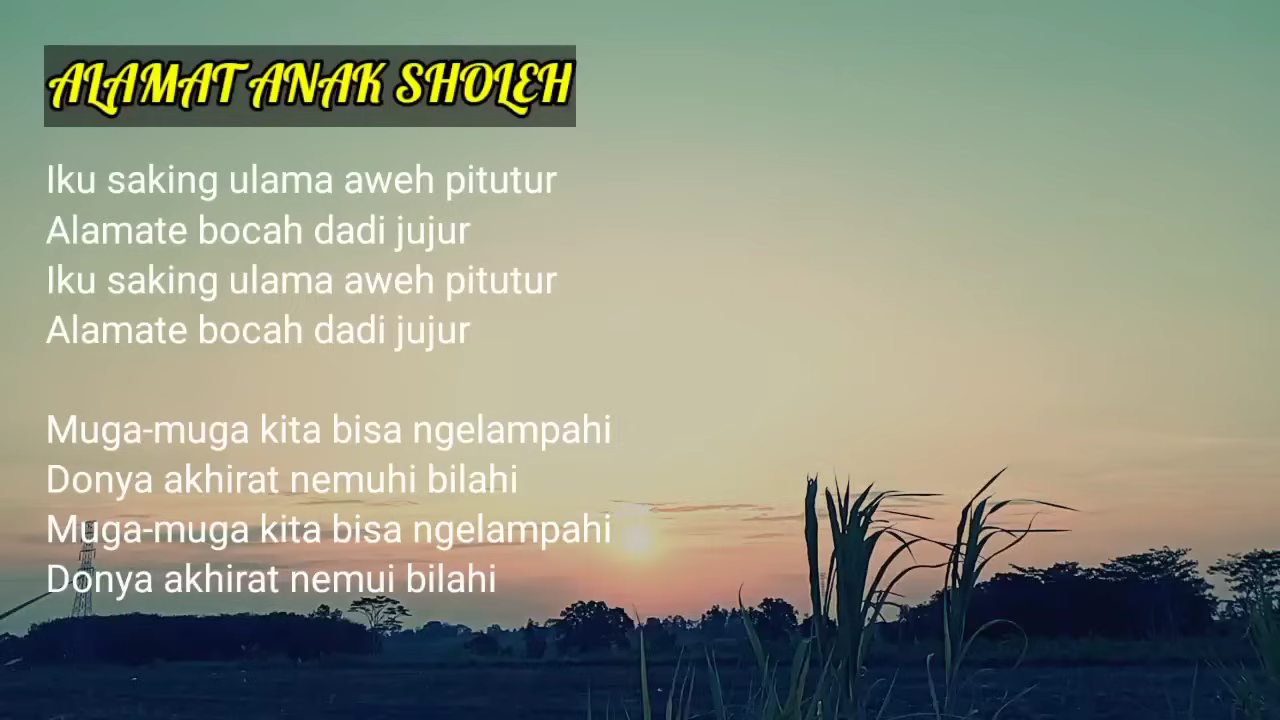 ALAMAT ANAK SHOLEH
Iku saking ulama aweh pitutur
Alamate bocah dadi jujur
Iku saking ulama aweh pitutur
Alamate bocah dadi jujur
Muga-muga kita bisa ngelampahi
Donya akhirat nemuhi bilahi
Muga-muga kita bisa ngelampahi
Donya akhirat nemui bilahi